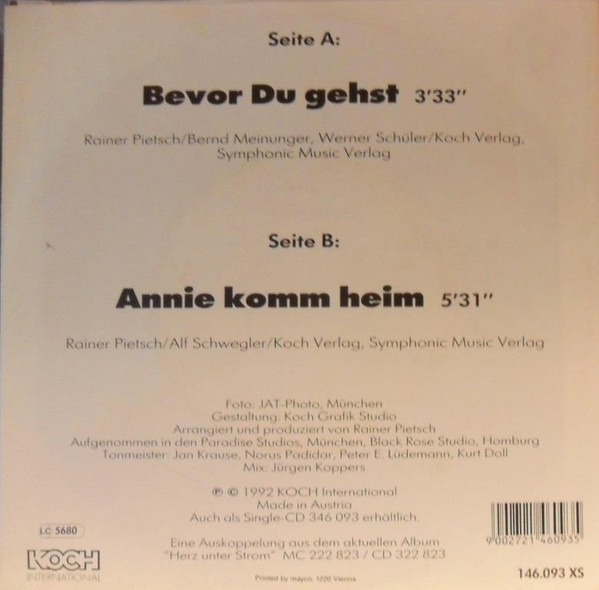 Seite A:
Bevor Du gehst 3'33''
Rainer Pietsch/Bernd Meinunger, Werner Schüler/Koch Verlag,
Symphonic Music Verlag
Seite B:
Annie komm heim 5'31''
Rainer Pietsch/Alf Schwegler/Koch Verlag, Symphonic Music Verlag
Foto: JAT-Photo, München
Gestaltung: Koch Grafik Studio
Arrangiert und produziert von Rainer Pietsch
Aufgenommen in den Paradise Studios, München, Black Rose Studio, Homburg
Tonmeister: Jan Krause, Norus Padidar, Peter E. Lüdemann, Kurt Doll
Mix: Jürgen Koppers
℗ © 1992 KOCH International
Made in Austria
Auch als Single-CD 346 093 erhältlich.
Eine Auskoppelung aus dem aktuellen Album
"Herz unter Strom" MC 222 823 / CD 322 823
Printed by mayco, 1220 Vienna
LC 5680
KOCH
INTERNATIONAL
9 002721 460935
146.093 XS